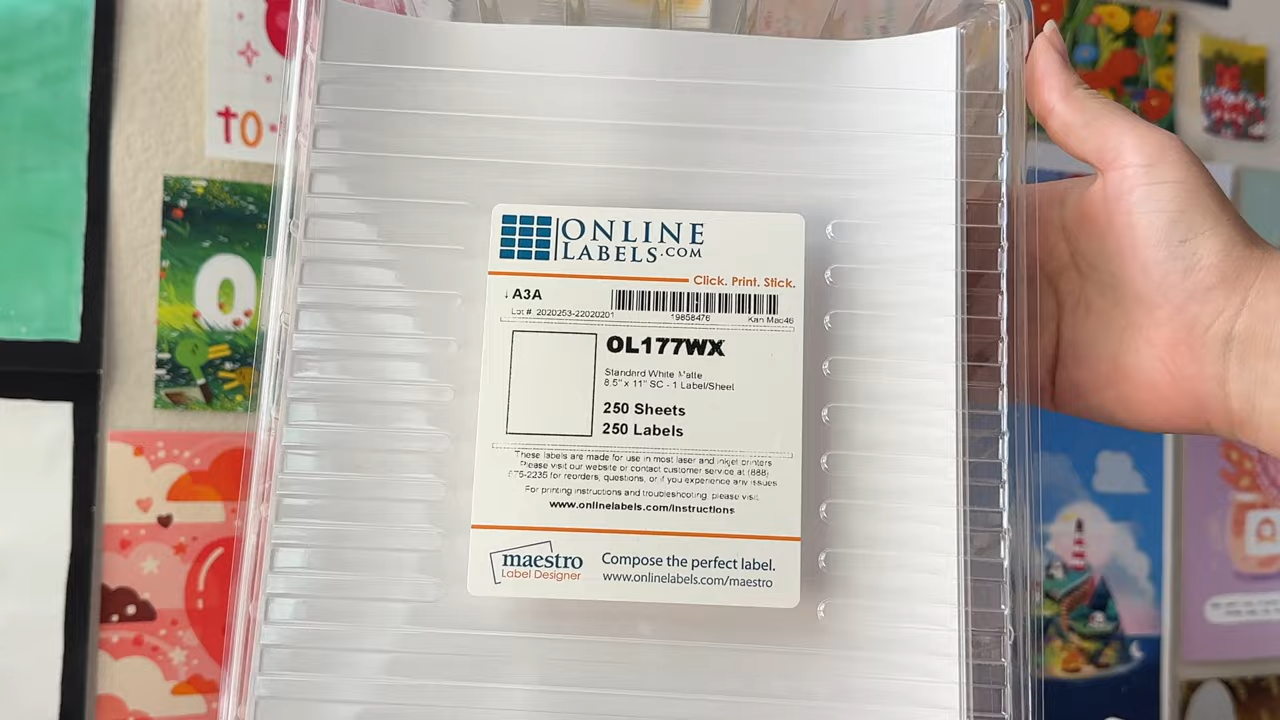 TO-
O
ONLINE
LABELS.COM
Click. Print. Stick.
↓A3A
Lot #: 2020253-22020201
19858476
Kan Mac46
OL177WX
Standard White Matte
8.5" x 11" SC - 1 Label/Sheet
250 Sheets
250 Labels
These labels are made for use in most laser and inkjet printers
Please visit our website or contact customer service at (888)
575-2235 for reorders, questions, or if you experience any issues
For printing instructions and troubleshooting, please visit
www.onlinelabels.com/instructions
maestro
Label Designer
Compose the perfect label.
www.onlinelabels.com/maestro